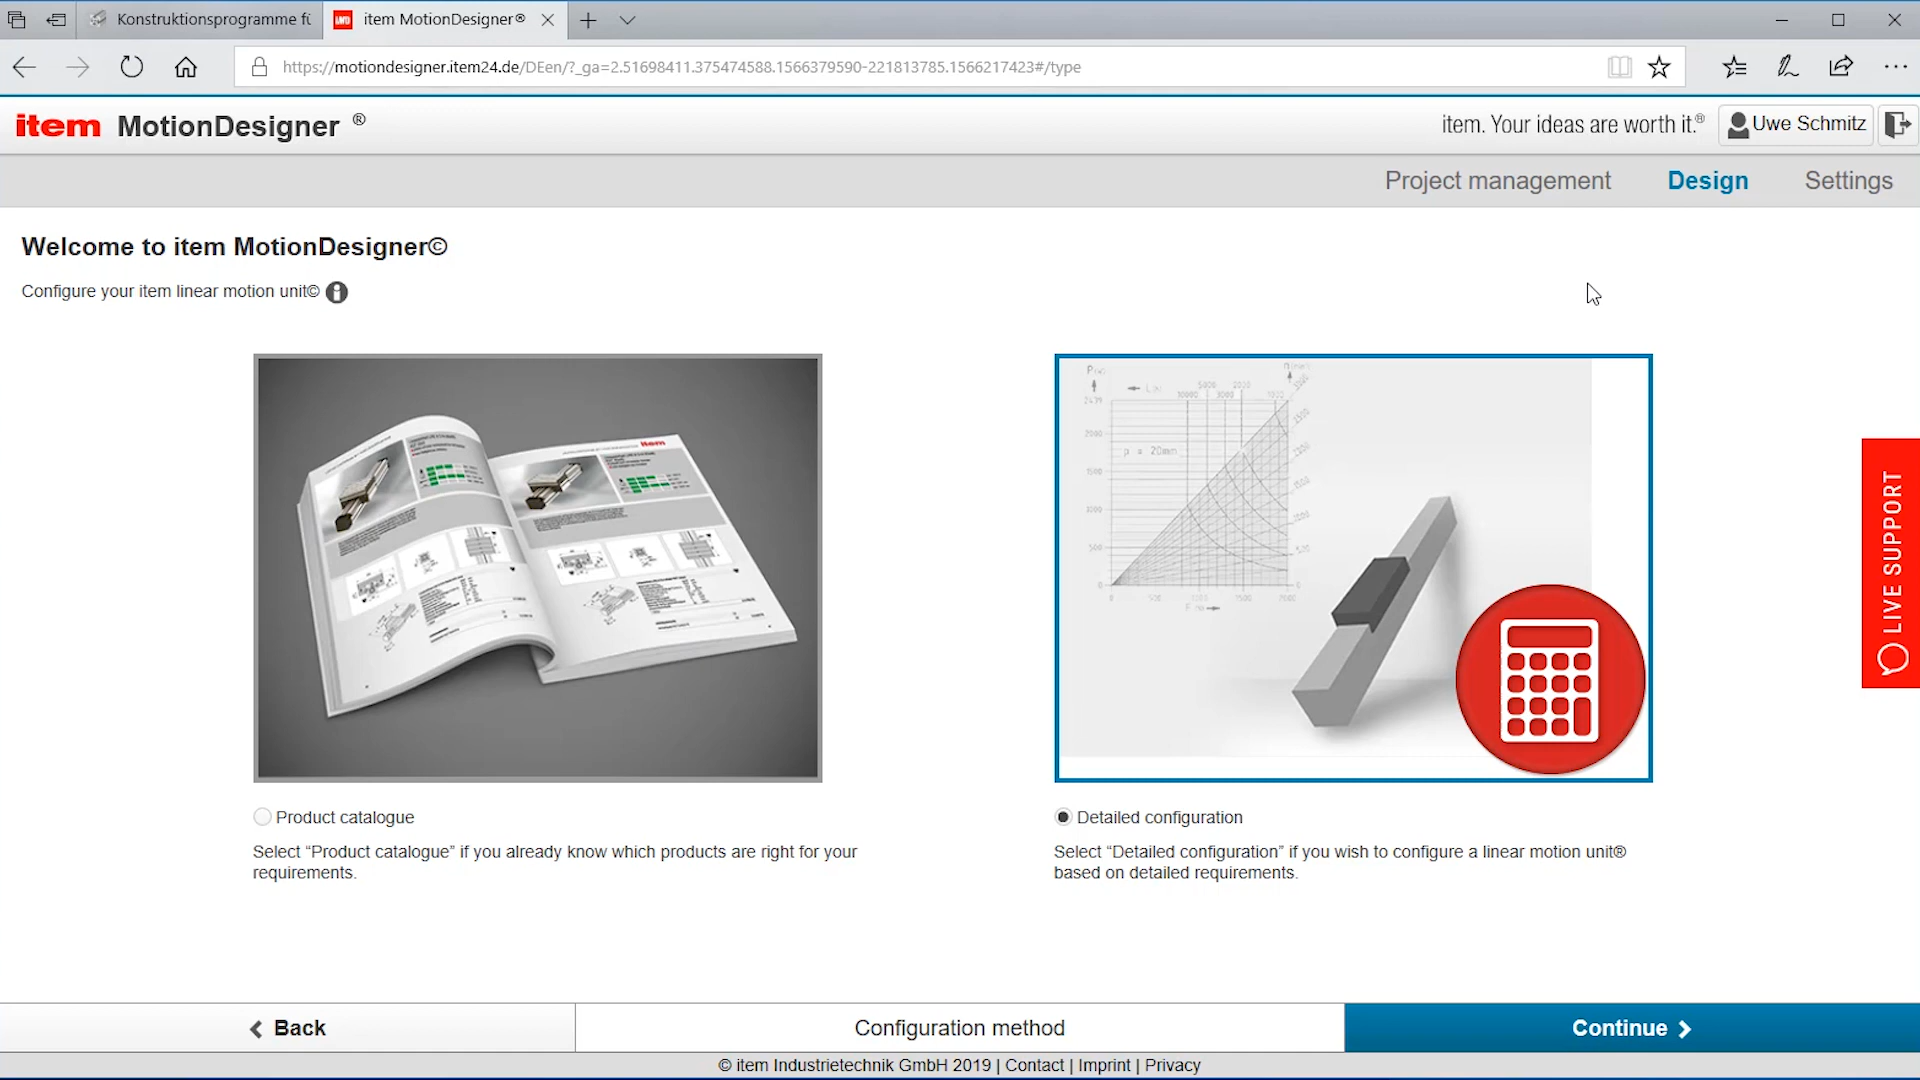 Konstruktionsprogramme fü
item MotionDesigner®
https://motiondesigner.item24.de/DEen/?_ga=2.51698411.375474588.1566379590-221813785.1566217423#/type
item MotionDesigner ®
item. Your ideas are worth it.®
Uwe Schmitz
Project management
Design
Settings
Welcome to item MotionDesigner©
Configure your item linear motion unit©
item
p = 20mm
LIVE SUPPORT
Product catalogue
Select “Product catalogue” if you already know which products are right for your
requirements.
Detailed configuration
Select “Detailed configuration” if you wish to configure a linear motion unit®
based on detailed requirements.
Back
Configuration method
Continue
© item Industrietechnik GmbH 2019 | Contact | Imprint | Privacy